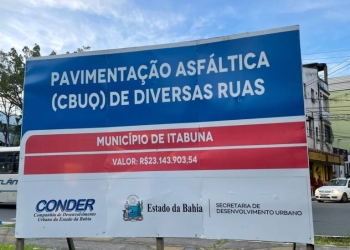 PAVIMENTAÇÃO ASFÁLTICA
(CBUQ) DE DIVERSAS RUAS
MUNICÍPIO DE ITABUNA
VALOR: R$23.143.903,54
CONDER
Companhia de Desenvolvimento
Urbano do Estado da Bahia
Estado da Bahia
SECRETARIA DE
DESENVOLVIMENTO URBANO